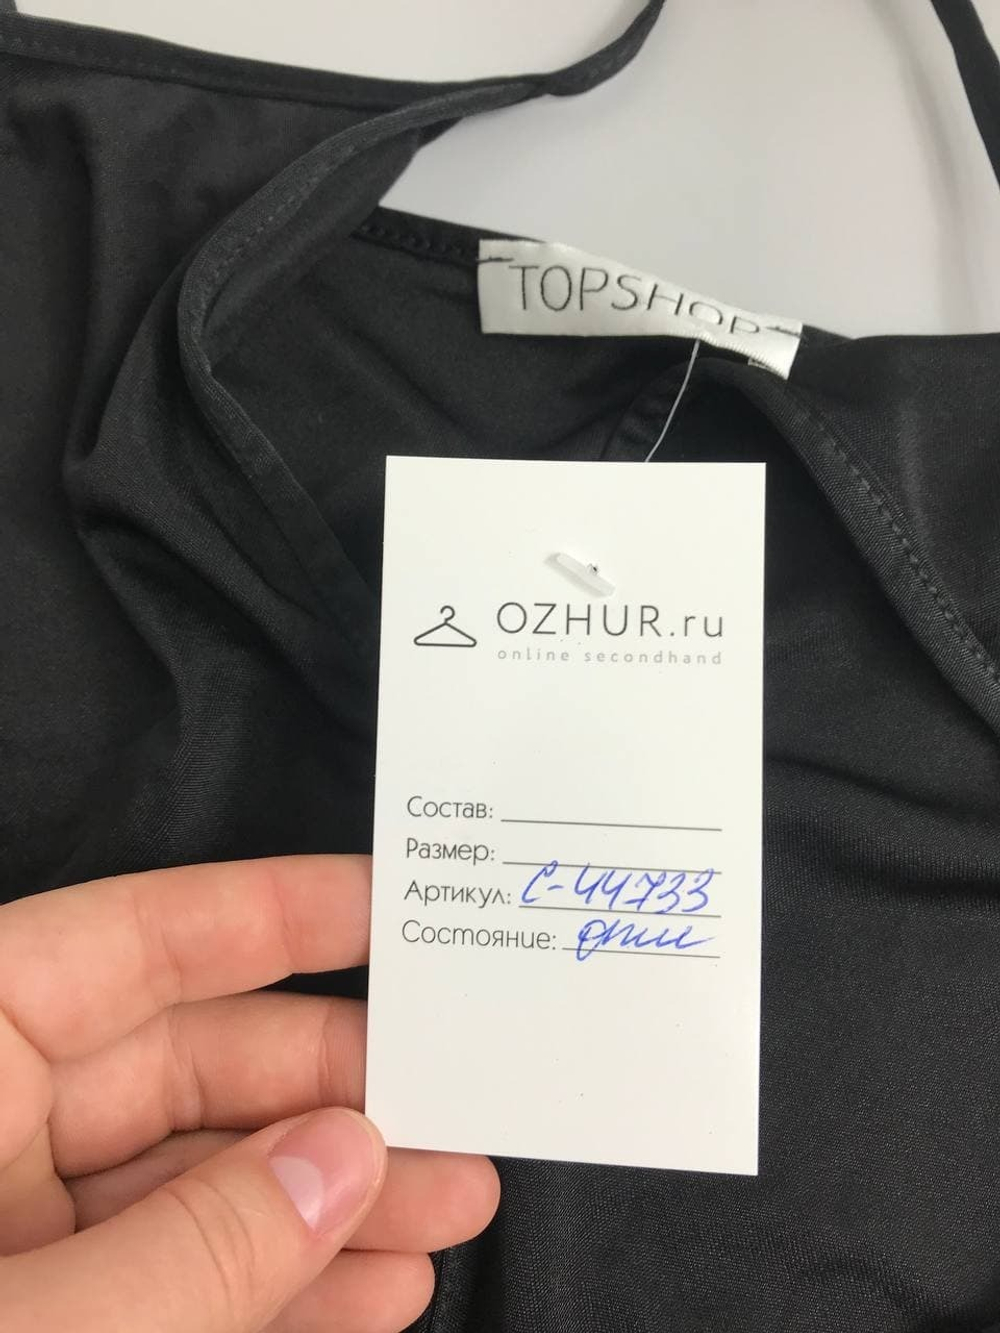 TOPSHOP
OZHUR.ru
online secondhand
Состав:
Размер:
Артикул: С-44733
Состояние: отл